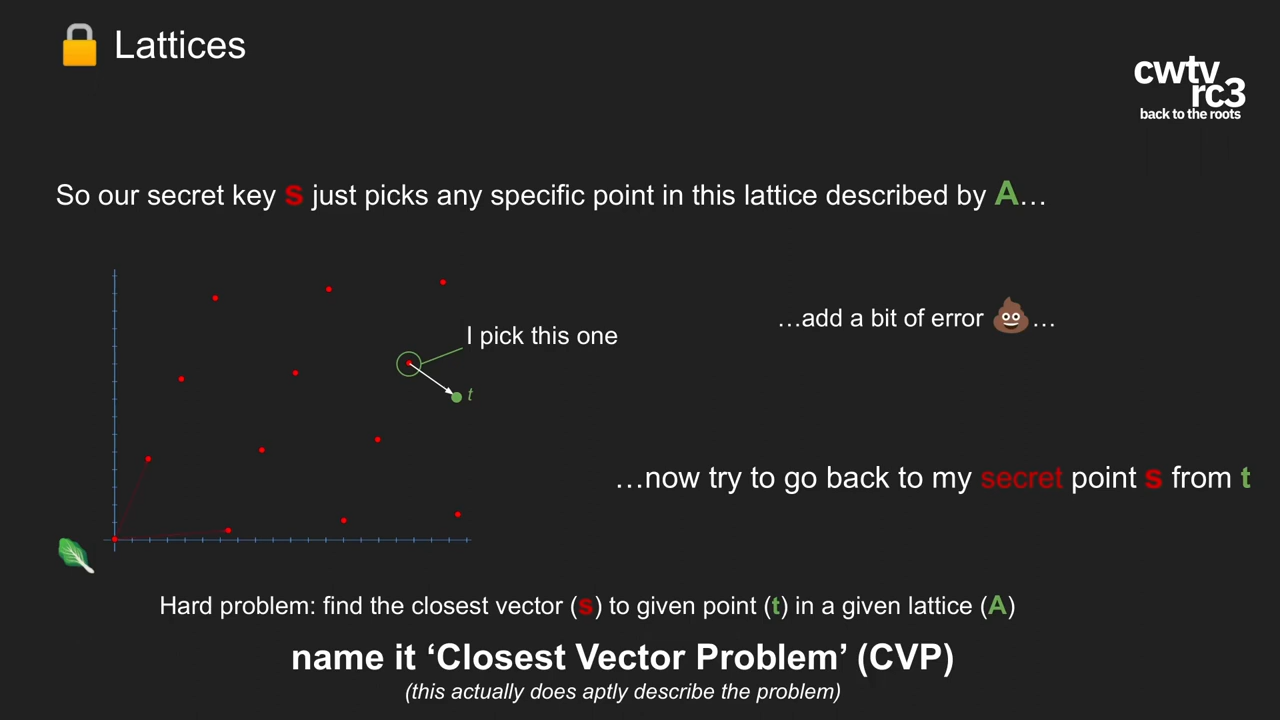 Lattices
cwtv
rc3
back to the roots
So our secret key s just picks any specific point in this lattice described by A…
…add a bit of error 💩…
I pick this one
t
…now try to go back to my secret point s from t
Hard problem: find the closest vector (s) to given point (t) in a given lattice (A)
name it ‘Closest Vector Problem’ (CVP)
(this actually does aptly describe the problem)